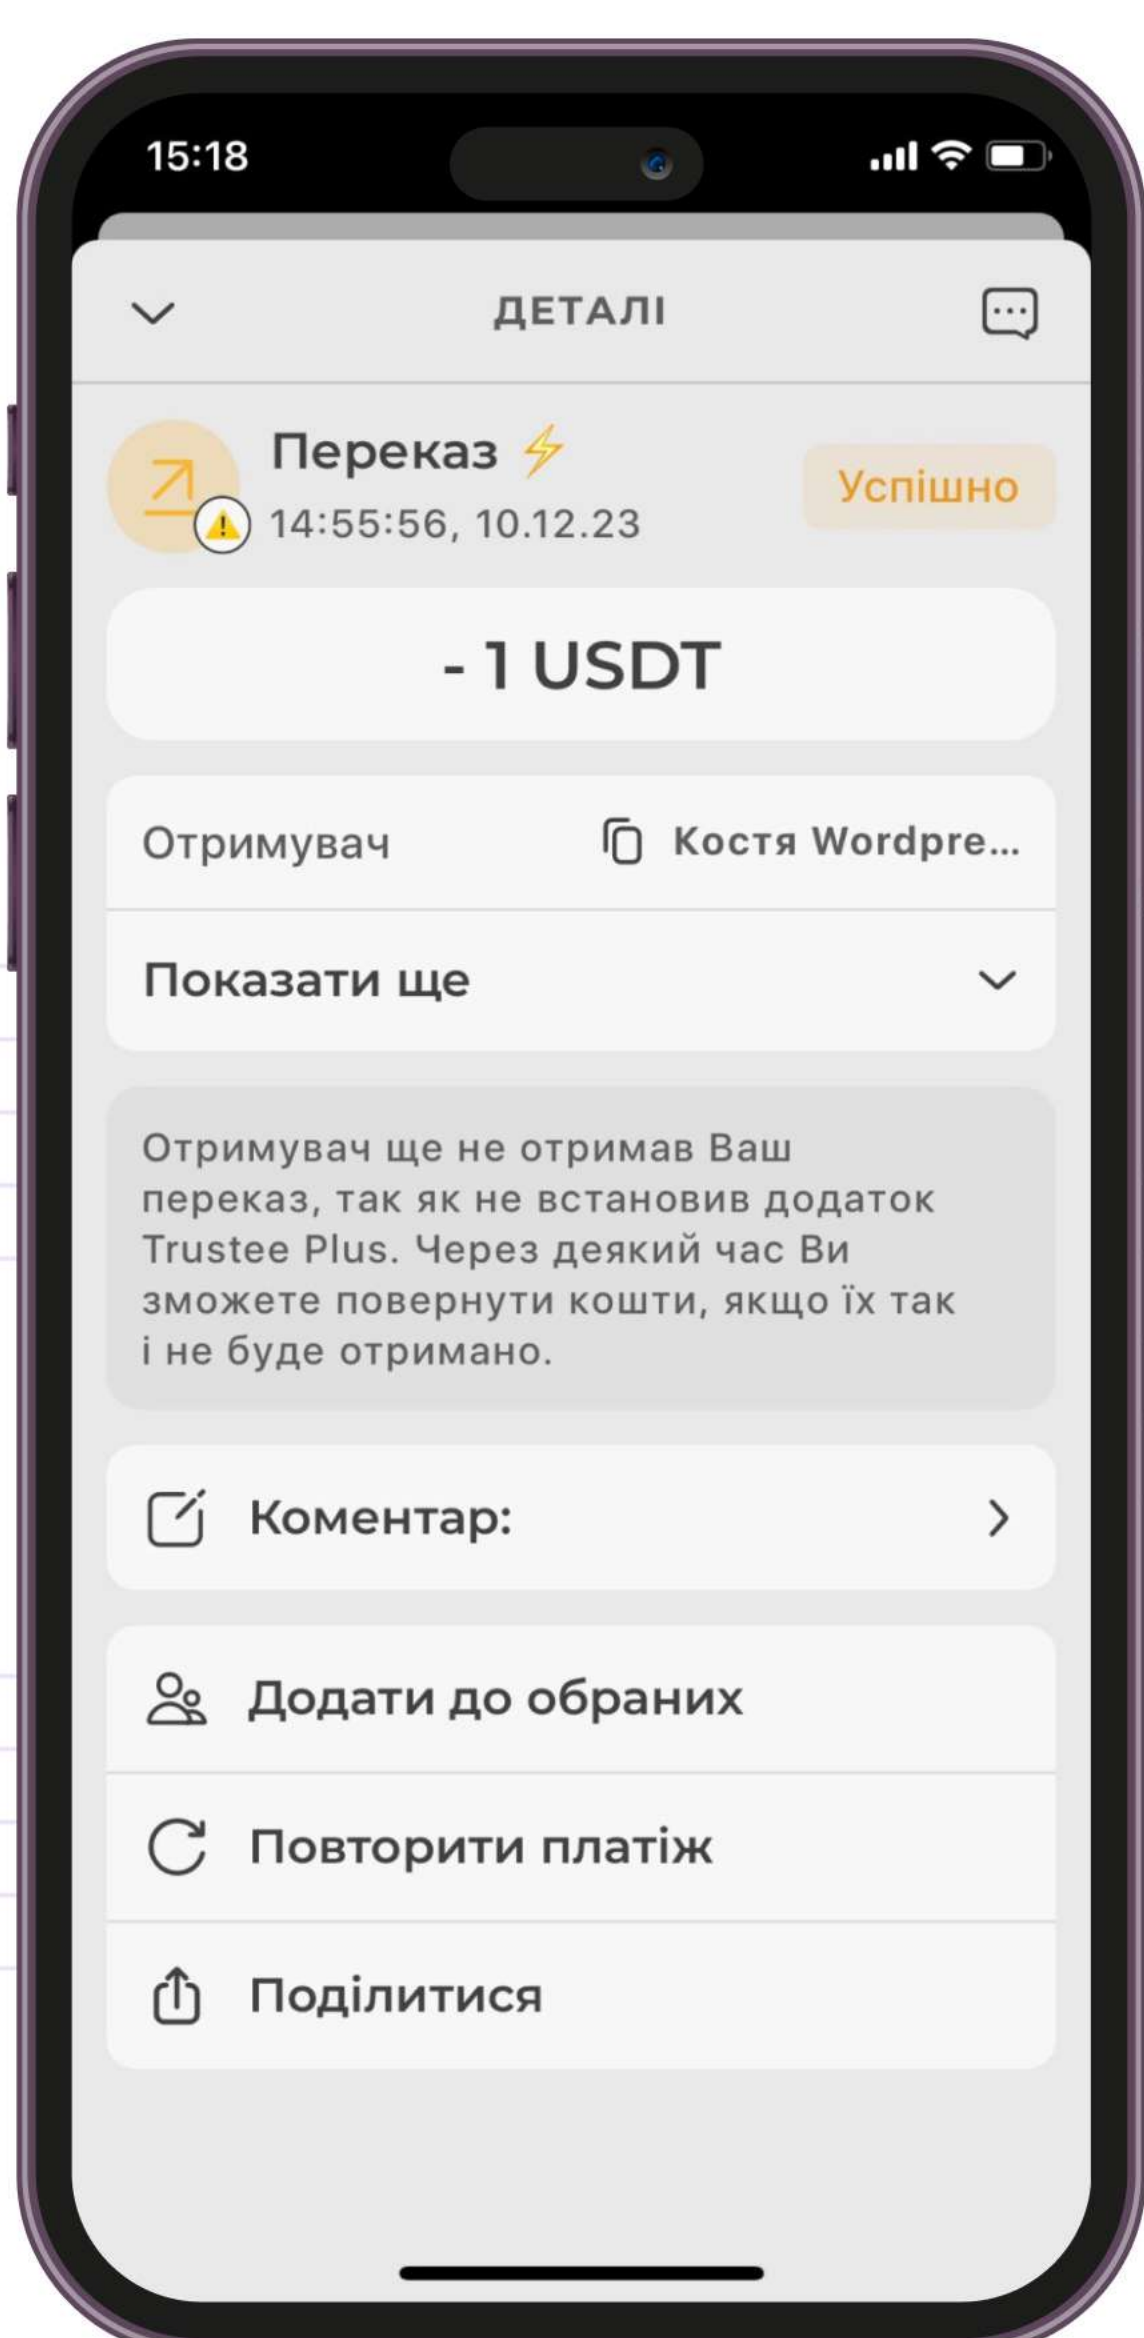 15:18
ДЕТАЛІ
Переказ
14:55:56, 10.12.23
Успішно
- 1 USDT
Отримувач
Костя Wordpre...
Показати ще
Отримувач ще не отримав Ваш
переказ, так як не встановив додаток
Trustee Plus. Через деякий час Ви
зможете повернути кошти, якщо їх так
і не буде отримано.
Коментар:
Додати до обраних
Повторити платіж
Поділитися